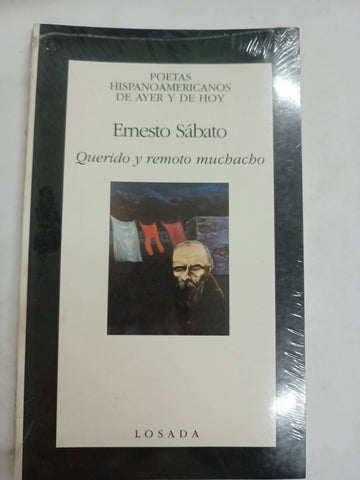 POETAS
HISPANOAMERICANOS
DE AYER Y DE HOY
Ernesto Sábato
Querido y remoto muchacho
LOSADA